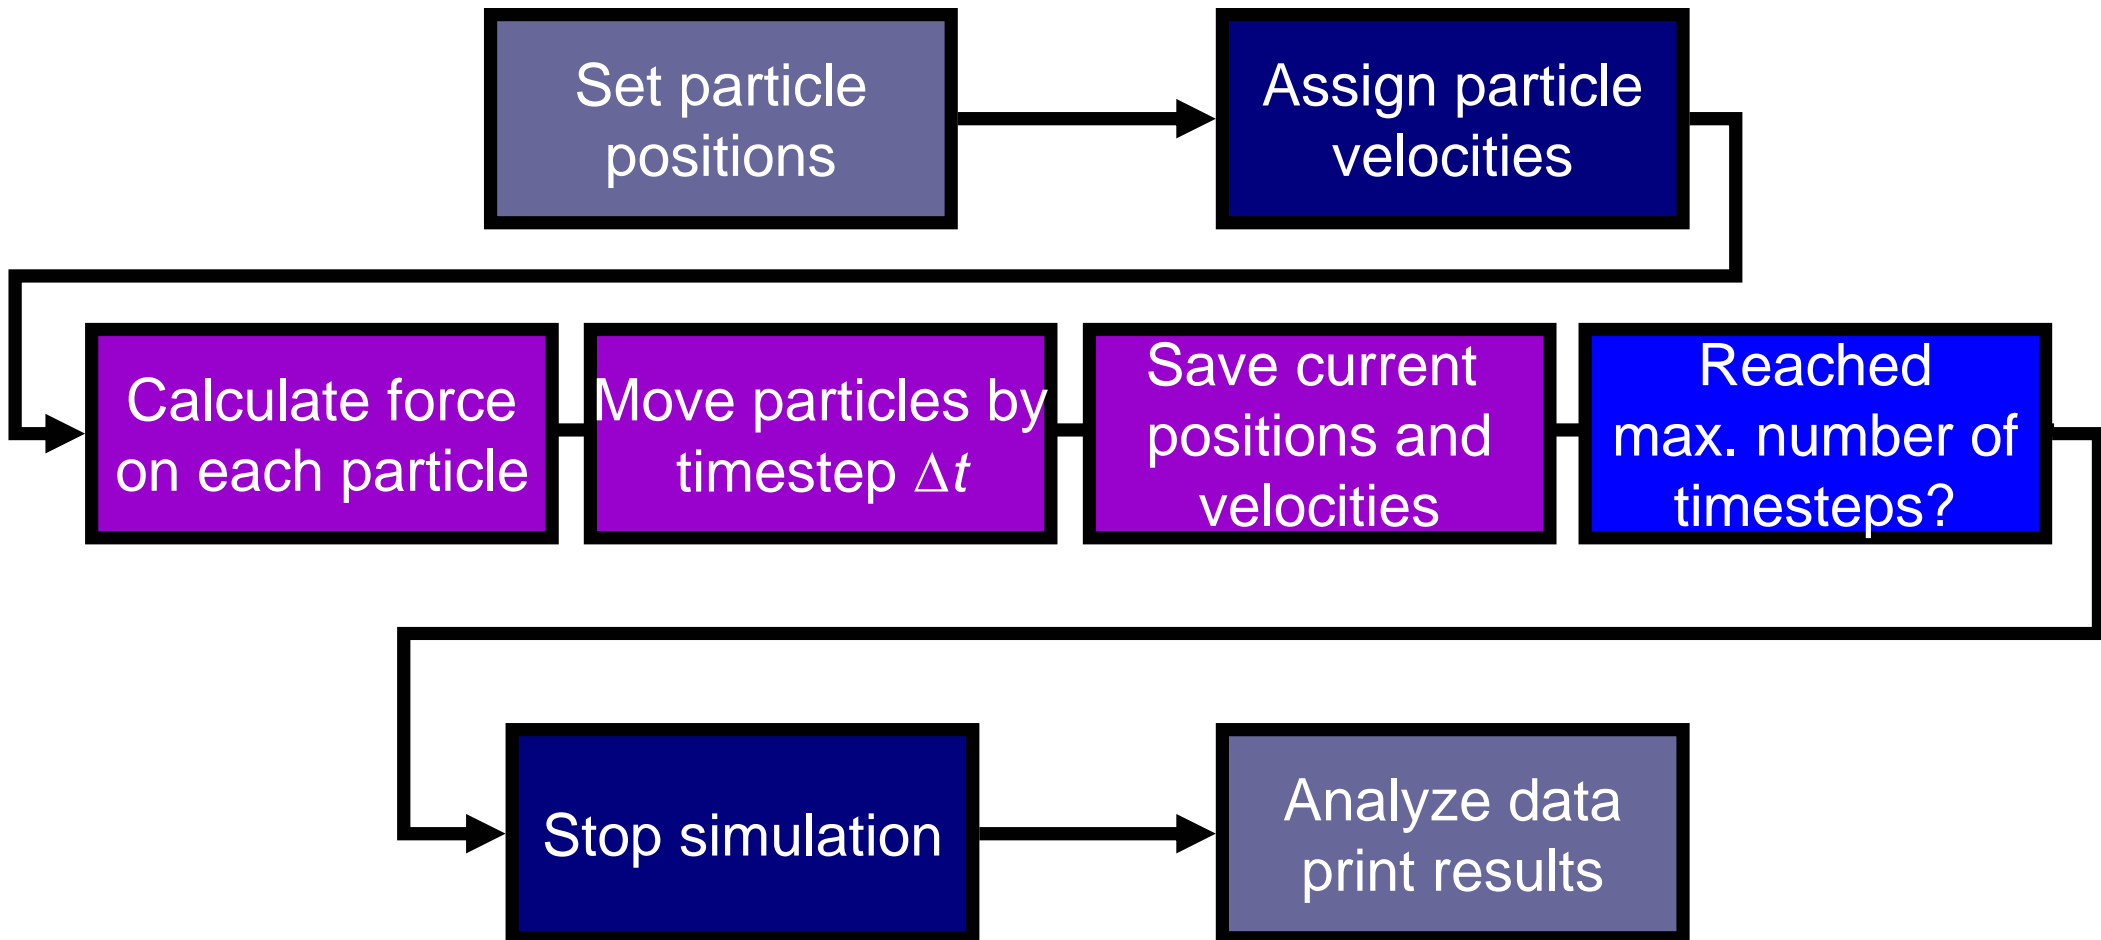 Set particle
positions
Assign particle
velocities
Calculate force
on each particle
Move particles by
timestep Δt
Save current
positions and
velocities
Reached
max. number of
timesteps?
Stop simulation
Analyze data
print results